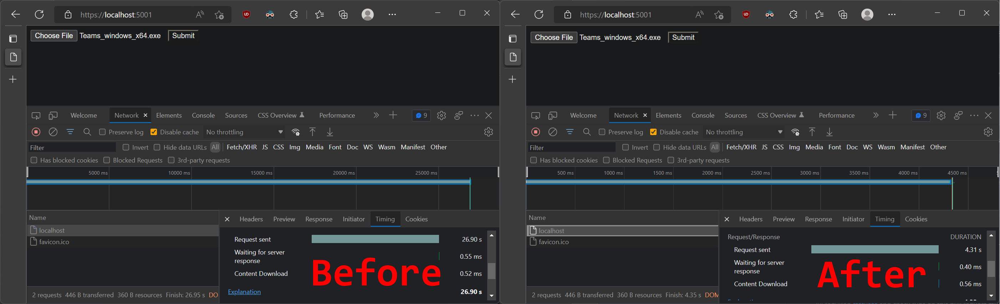 https://localhost:5001
Choose File Teams_windows_x64.exe Submit
Welcome Network Elements Console Sources CSS Overview Performance 9
Preserve log Disable cache No throttling
Filter Invert Hide data URLs All Fetch/XHR JS CSS Img Media Font Doc WS Wasm Manifest Other
Has blocked cookies Blocked Requests 3rd-party requests
5000 ms 10000 ms 15000 ms 20000 ms 25000 ms
Name Headers Preview Response Initiator Timing Cookies
localhost
favicon.ico
Request sent 26.90 s
Waiting for server
response 0.55 ms
Content Download 0.52 ms
Before
Explanation 26.90 s
2 requests 446 B transferred 360 B resources Finish: 26.95 s DO
https://localhost:5001
Choose File Teams_windows_x64.exe Submit
Welcome Network Elements Console Sources CSS Overview Performance 9
Preserve log Disable cache No throttling
Filter Invert Hide data URLs All Fetch/XHR JS CSS Img Media Font Doc WS Wasm Manifest Other
Has blocked cookies Blocked Requests 3rd-party requests
500 ms 1000 ms 1500 ms 2000 ms 2500 ms 3000 ms 3500 ms 4000 ms 4500 ms
Name Headers Preview Response Initiator Timing Cookies
localhost
favicon.ico
Request/Response DURATION
Request sent 4.31 s
Waiting for server
response 0.40 ms
Content Download 0.56 ms
After
2 requests 446 B transferred 360 B resources Finish: 4.35 s DOM